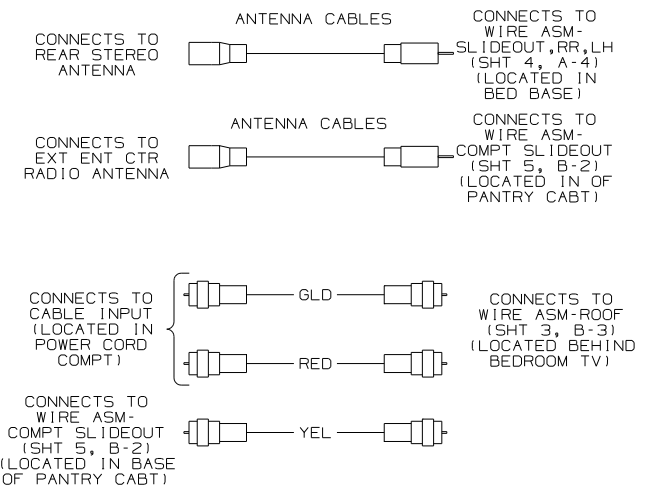 ANTENNA CABLES
CONNECTS TO
REAR STEREO
ANTENNA
CONNECTS TO
WIRE ASM-
SLIDEOUT,RR,LH
(SHT 4, A-4)
(LOCATED IN
BED BASE)
ANTENNA CABLES
CONNECTS TO
EXT ENT CTR
RADIO ANTENNA
CONNECTS TO
WIRE ASM-
COMPT SLIDEOUT
(SHT 5, B-2)
(LOCATED IN OF
PANTRY CABT)
CONNECTS TO
CABLE INPUT
(LOCATED IN
POWER CORD
COMPT)
GLD
RED
CONNECTS TO
WIRE ASM-ROOF
(SHT 3, B-3)
(LOCATED BEHIND
BEDROOM TV)
CONNECTS TO
WIRE ASM-
COMPT SLIDEOUT
(SHT 5, B-2)
(LOCATED IN BASE
OF PANTRY CABT)
YEL